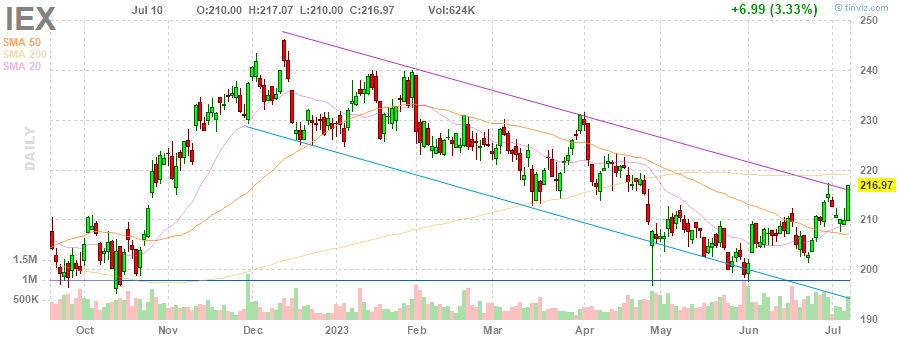 IEX Jul 10 O:210.00 H:217.07 L:210.00 C:216.97 Vol:624K +6.99 (3.33%) finviz.com
SMA 50
SMA 200
SMA 20
DAILY
250
240
230
220
216.97
210
200
190
1.5M
1M
500K
Oct Nov Dec 2023 Feb Mar Apr May Jun Jul